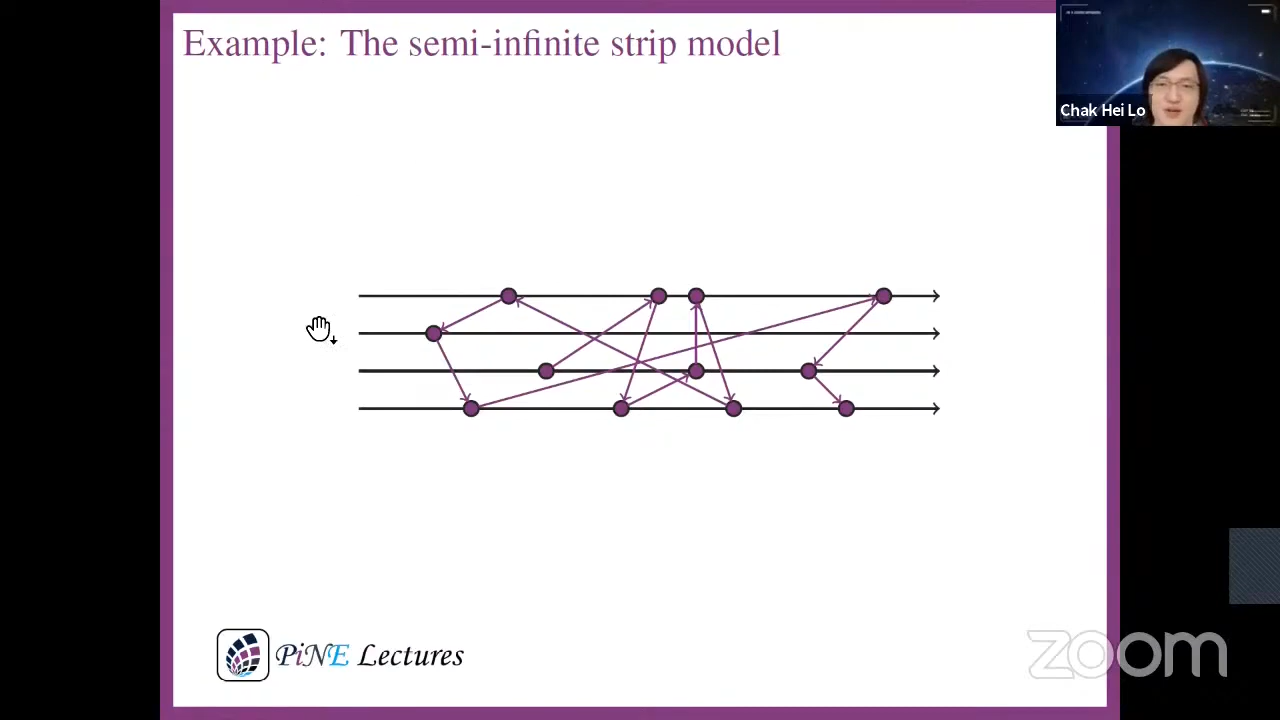 Example: The semi-infinite strip model
Chak Hei Lo
PiNE Lectures
zoom